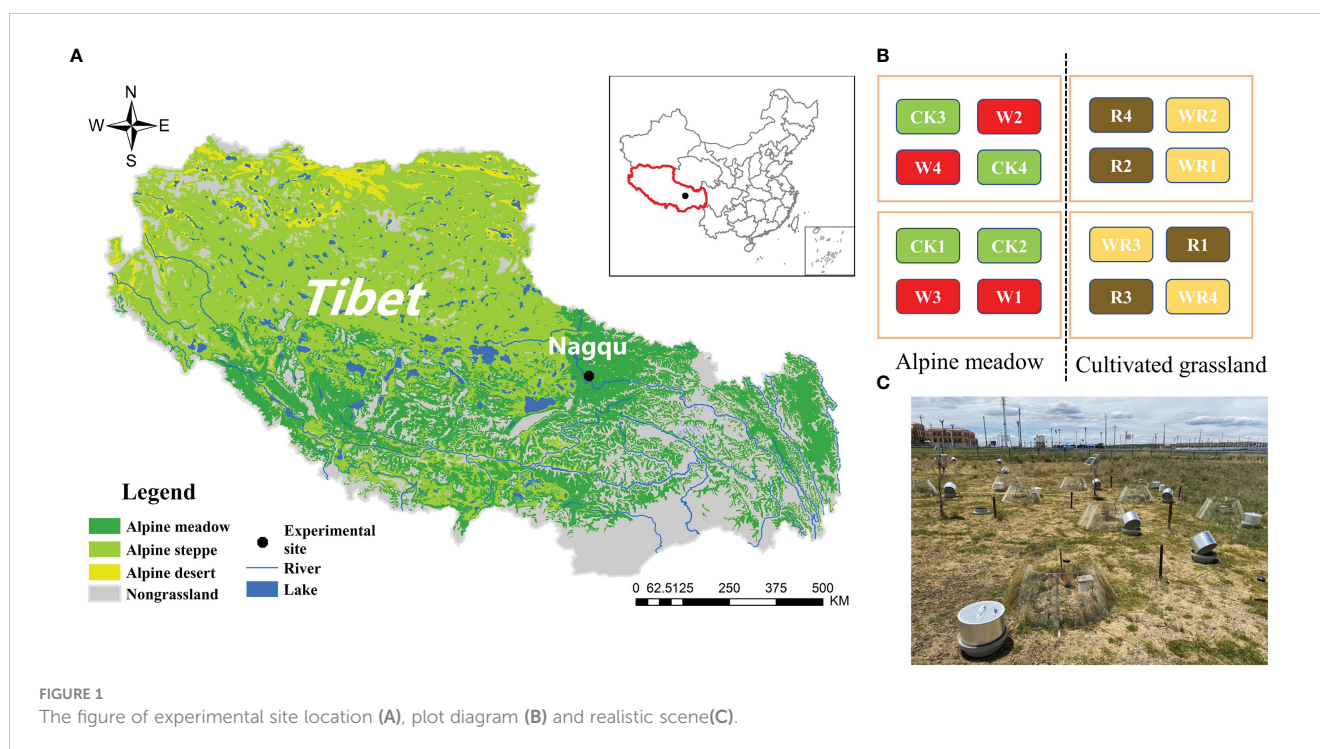 A
N
W E
S
Tibet
Nagqu
Legend
Alpine meadow
Alpine steppe
Alpine desert
Nongrassland
Experimental
site
River
Lake
0 62.5125 250 375 500
KM
B
CK3 W2
W4 CK4
CK1 CK2
W3 W1
Alpine meadow
R4 WR2
R2 WR1
WR3 R1
R3 WR4
Cultivated grassland
C
FIGURE 1
The figure of experimental site location (A), plot diagram (B) and realistic scene(C).